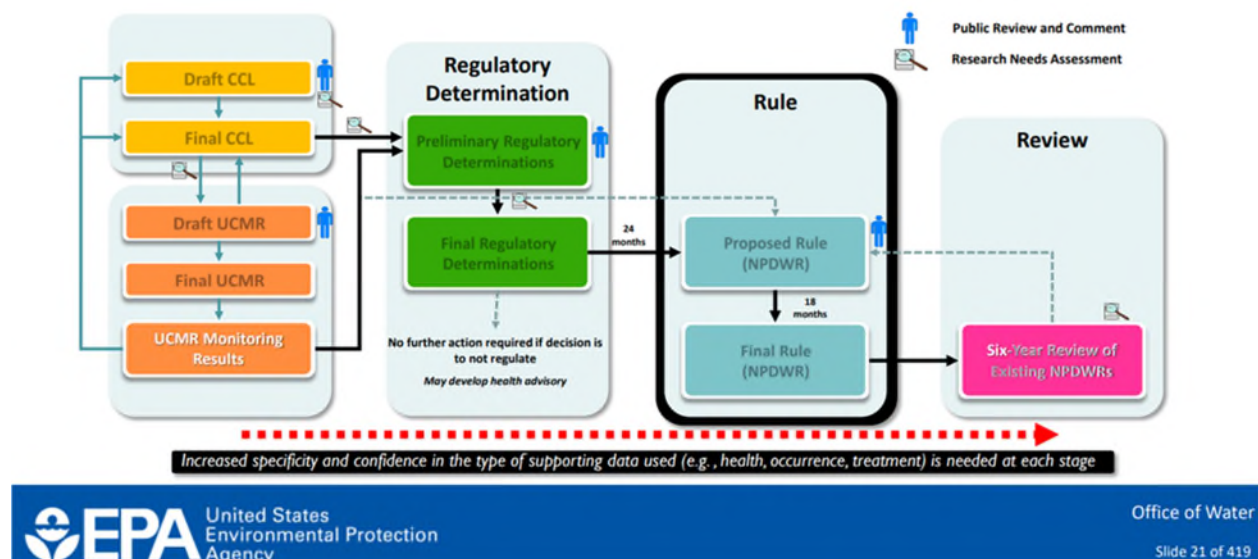 Public Review and Comment
Research Needs Assessment
Draft CCL
Final CCL
Draft UCMR
Final UCMR
UCMR Monitoring
Results
Regulatory
Determination
Preliminary Regulatory
Determinations
Final Regulatory
Determinations
No further action required if decision is
to not regulate
May develop health advisory
24
months
Rule
Proposed Rule
(NPDWR)
18
months
Final Rule
(NPDWR)
Review
Six-Year Review of
Existing NPDWRs
Increased specificity and confidence in the type of supporting data used (e.g., health, occurrence, treatment) is needed at each stage
EPA
United States
Environmental Protection
Agency
Office of Water
Slide 21 of 419